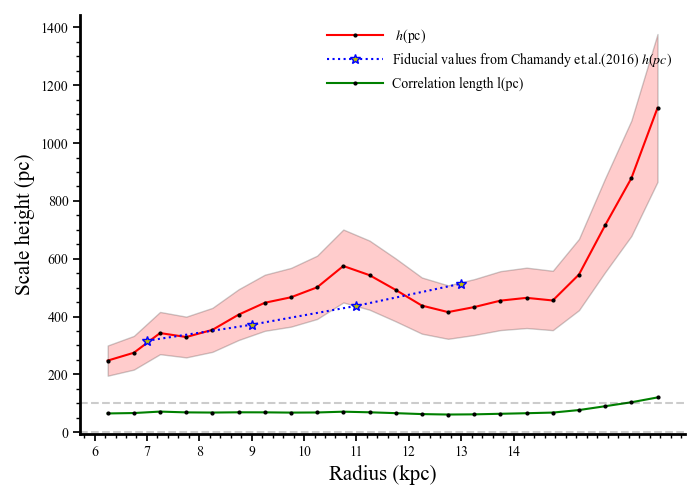 1400
1200
1000
800
600
400
200
0
Scale height (pc)
h(pc)
Fiducial values from Chamandy et.al.(2016) h(pc)
Correlation length l(pc)
6 7 8 9 10 11 12 13 14
Radius (kpc)